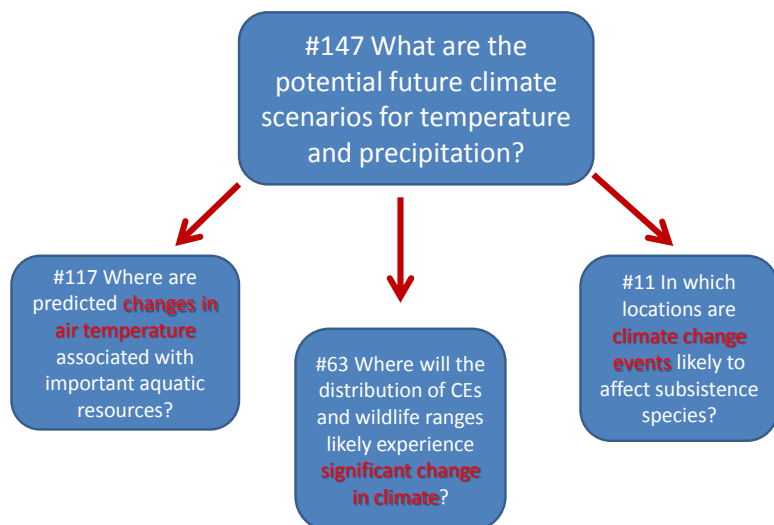 #147 What are the
potential future climate
scenarios for temperature
and precipitation?
#117 Where are
predicted changes in
air temperature
associated with
important aquatic
resources?
#63 Where will the
distribution of CEs
and wildlife ranges
likely experience
significant change
in climate?
#11 In which
locations are
climate change
events likely to
affect subsistence
species?